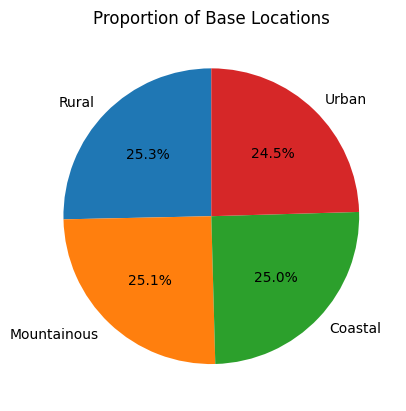 Proportion of Base Locations
Rural
Urban
25.3%
24.5%
25.1%
25.0%
Mountainous
Coastal